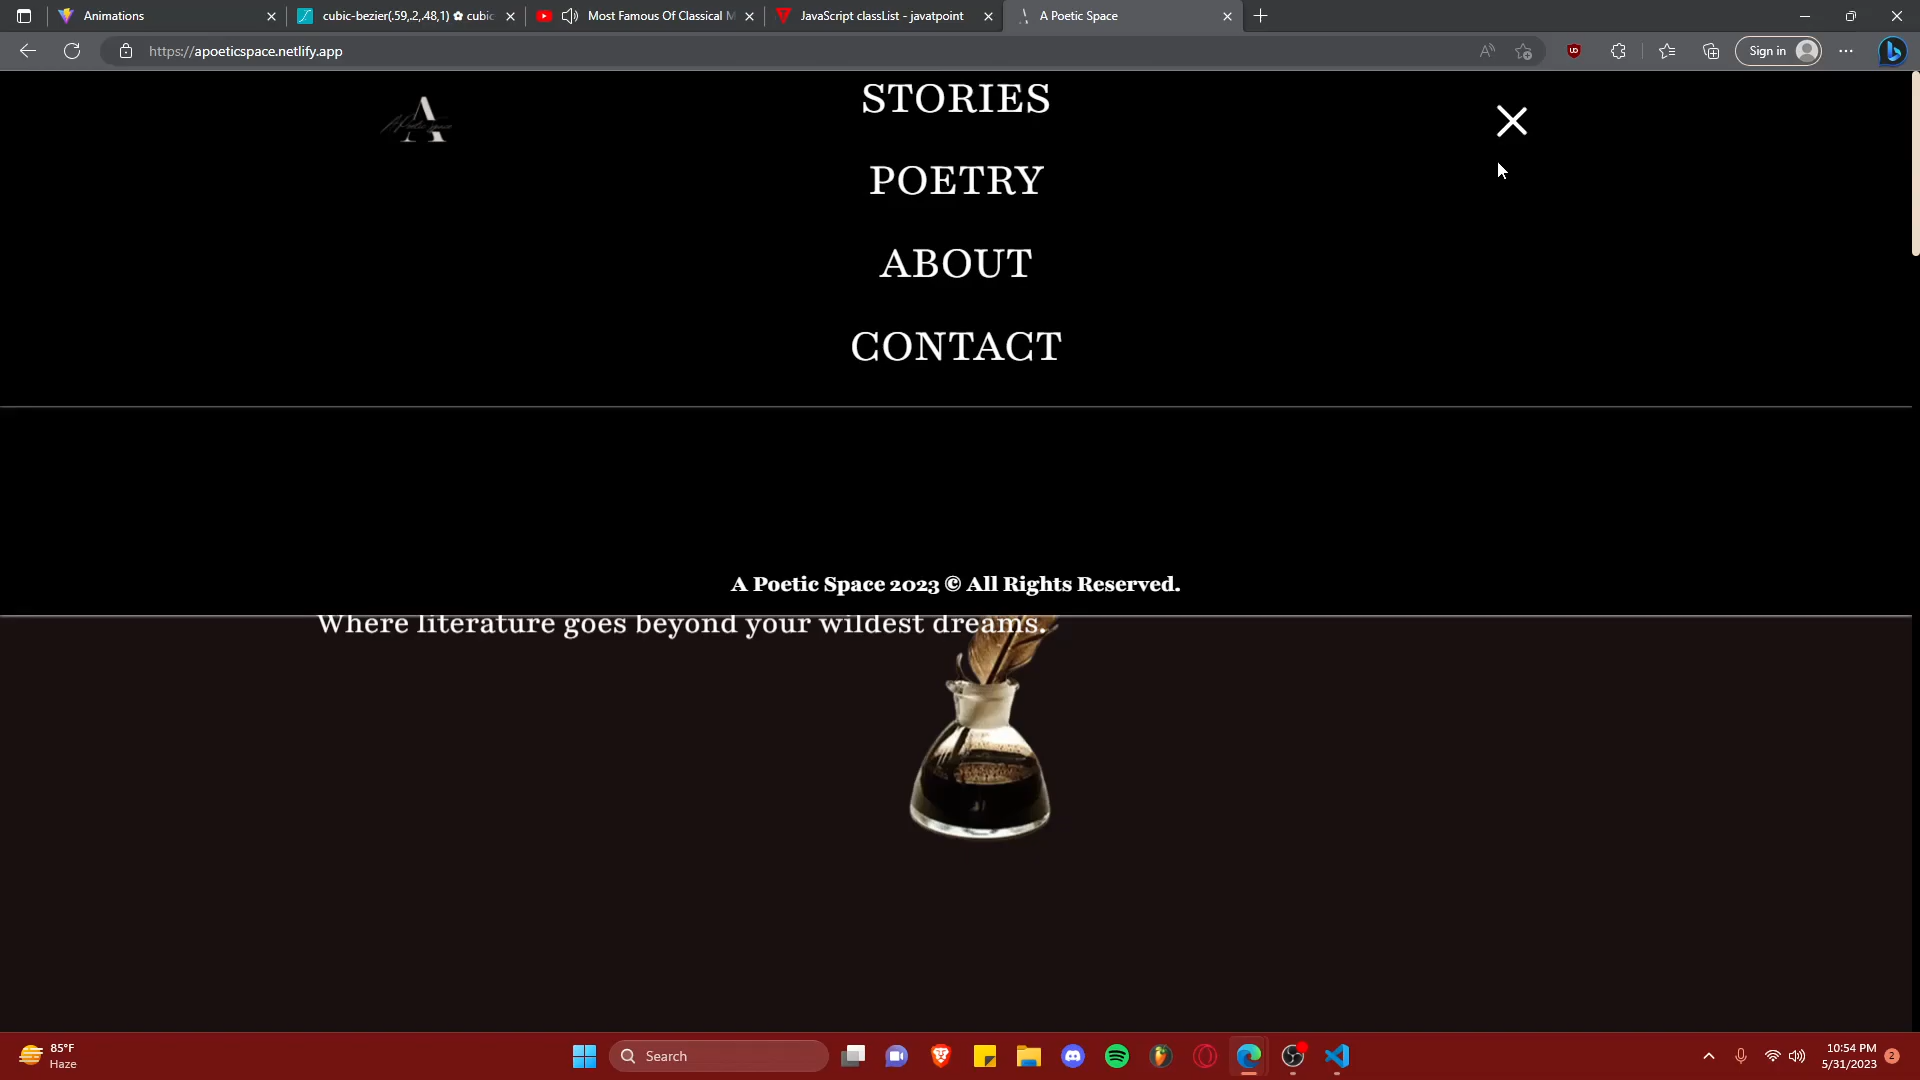 Animations
cubic-bezier(.59,.2,.48,1) ✿ cubic
Most Famous Of Classical M
JavaScript classList - javatpoint
A Poetic Space
https://apoeticspace.netlify.app
Sign in
STORIES
A
POETRY
ABOUT
CONTACT
A Poetic Space 2023 © All Rights Reserved.
Where literature goes beyond your wildest dreams.
85°F
Haze
Search
10:54 PM
5/31/2023
2